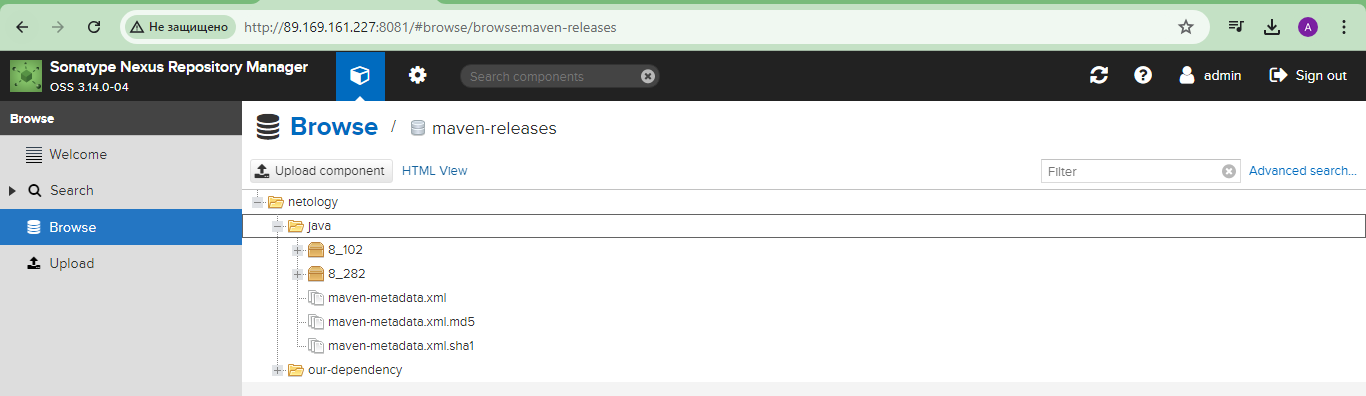 Не защищено http://89.169.161.227:8081/#browse/browse:maven-releases A
Sonatype Nexus Repository Manager
OSS 3.14.0-04
Search components admin Sign out
Browse
Welcome
Search
Browse
Upload
Browse / maven-releases
Upload component HTML View Filter Advanced search...
netology
java
8_102
8_282
maven-metadata.xml
maven-metadata.xml.md5
maven-metadata.xml.sha1
our-dependency